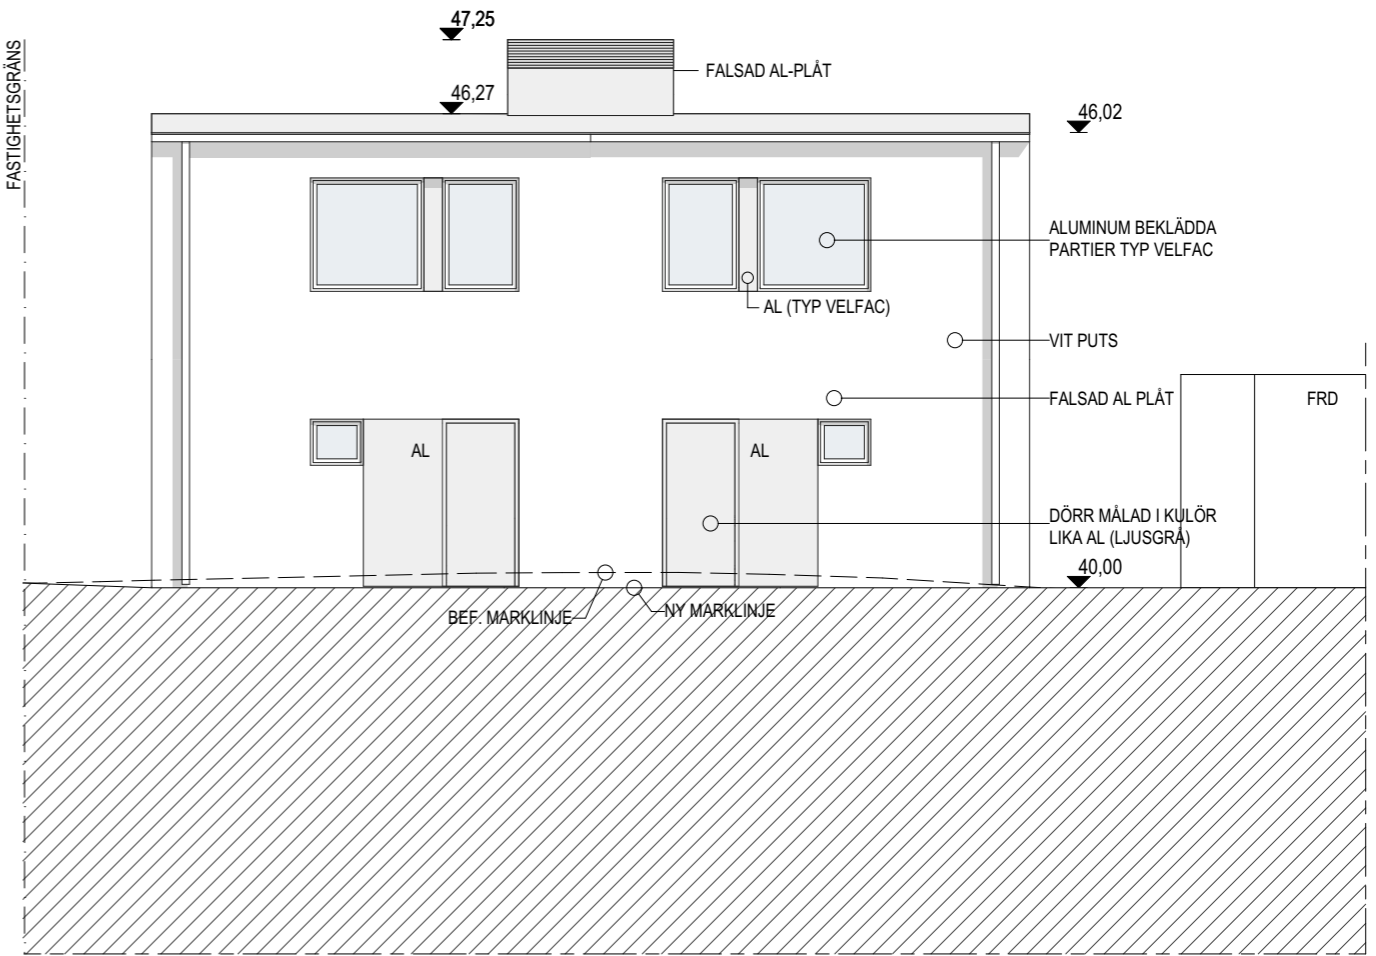 47,25
FASTIGHETSGRÄNS
FALSAD AL-PLÅT
46,27
46,02
ALUMINUM BEKLÄDDA
PARTIER TYP VELFAC
AL (TYP VELFAC)
VIT PUTS
FALSAD AL PLÅT
FRD
AL
AL
DÖRR MÅLAD I KULÖR
LIKA AL (LJUSGRÅ)
40,00
BEF. MARKLINJE
NY MARKLINJE